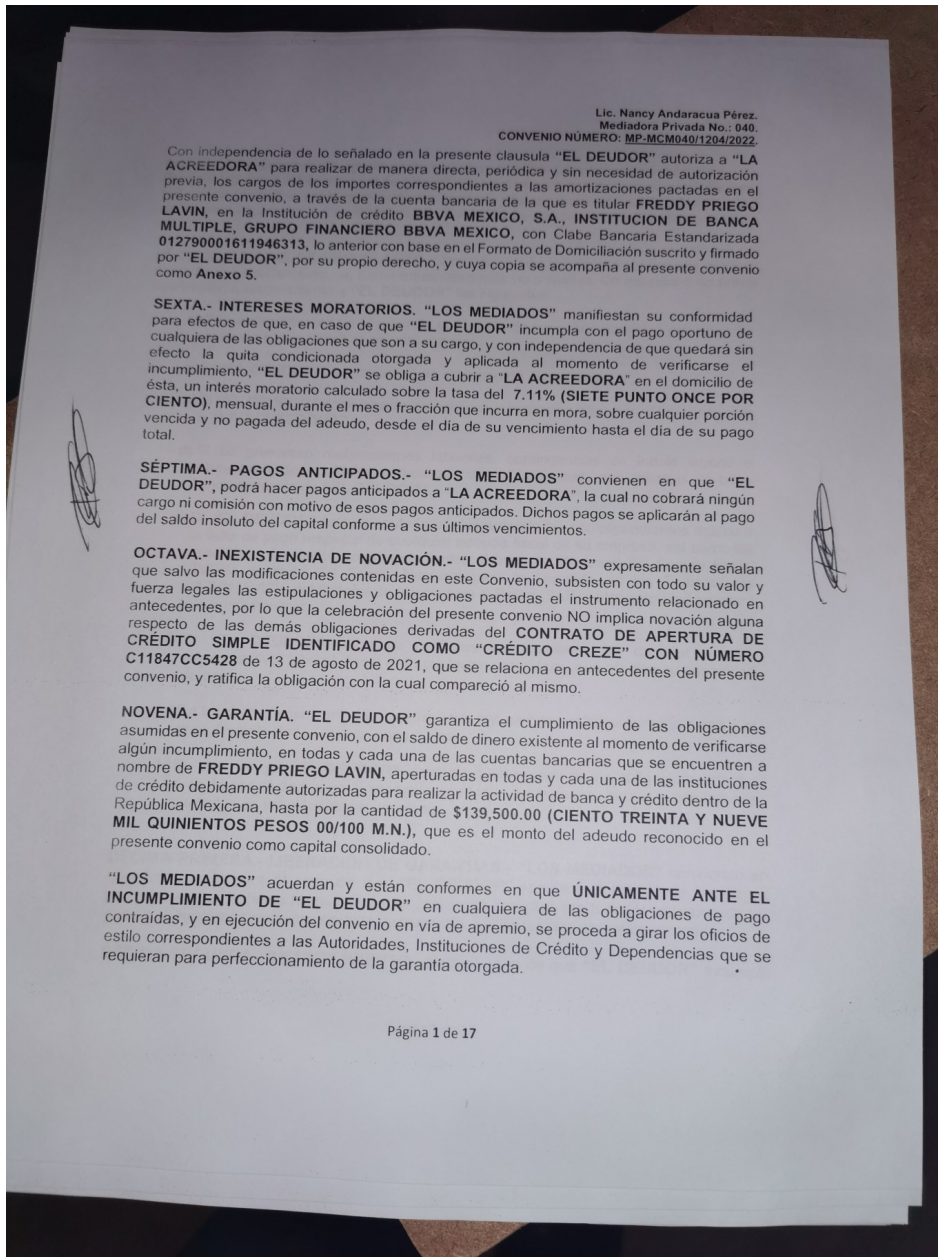 Lic. Nancy Andaracua Pérez.
Mediadora Privada No.: 040.
CONVENIO NÚMERO: MP-MCM040/1204/2022.
Con independencia de lo señalado en la presente clausula “EL DEUDOR” autoriza a “LA
ACREEDORA” para realizar de manera directa, periódica y sin necesidad de autorización
previa, los cargos de los importes correspondientes a las amortizaciones pactadas en el
presente convenio, a través de la cuenta bancaria de la que es titular FREDDY PRIEGO
LAVIN, en la Institución de crédito BBVA MEXICO, S.A., INSTITUCION DE BANCA
MULTIPLE, GRUPO FINANCIERO BBVA MEXICO, con Clabe Bancaria Estandarizada
012790001611946313, lo anterior con base en el Formato de Domiciliación suscrito y firmado
por “EL DEUDOR”, por su propio derecho, y cuya copia se acompaña al presente convenio
como Anexo 5.
SEXTA.- INTERESES MORATORIOS. “LOS MEDIADOS” manifiestan su conformidad
para efectos de que, en caso de que “EL DEUDOR” incumpla con el pago oportuno de
cualquiera de las obligaciones que son a su cargo, y con independencia de que quedará sin
efecto la quita condicionada otorgada y aplicada al momento de verificarse el
incumplimiento, “EL DEUDOR” se obliga a cubrir a “LA ACREEDORA” en el domicilio de
ésta, un interés moratorio calculado sobre la tasa del 7.11% (SIETE PUNTO ONCE POR
CIENTO), mensual, durante el mes o fracción que incurra en mora, sobre cualquier porción
vencida y no pagada del adeudo, desde el día de su vencimiento hasta el día de su pago
total.
SÉPTIMA.- PAGOS ANTICIPADOS.- “LOS MEDIADOS” convienen en que “EL
DEUDOR”, podrá hacer pagos anticipados a “LA ACREEDORA”, la cual no cobrará ningún
cargo ni comisión con motivo de esos pagos anticipados. Dichos pagos se aplicarán al pago
del saldo insoluto del capital conforme a sus últimos vencimientos.
OCTAVA.- INEXISTENCIA DE NOVACIÓN.- “LOS MEDIADOS” expresamente señalan
que salvo las modificaciones contenidas en este Convenio, subsisten con todo su valor y
fuerza legales las estipulaciones y obligaciones pactadas el instrumento relacionado en
antecedentes, por lo que la celebración del presente convenio NO implica novación alguna
respecto de las demás obligaciones derivadas del CONTRATO DE APERTURA DE
CRÉDITO SIMPLE IDENTIFICADO COMO “CRÉDITO CREZE” CON NÚMERO
C11847CC5428 de 13 de agosto de 2021, que se relaciona en antecedentes del presente
convenio, y ratifica la obligación con la cual compareció al mismo.
NOVENA.- GARANTÍA. “EL DEUDOR” garantiza el cumplimiento de las obligaciones
asumidas en el presente convenio, con el saldo de dinero existente al momento de verificarse
algún incumplimiento, en todas y cada una de las cuentas bancarias que se encuentren a
nombre de FREDDY PRIEGO LAVIN, aperturadas en todas y cada una de las instituciones
de crédito debidamente autorizadas para realizar la actividad de banca y crédito dentro de la
República Mexicana, hasta por la cantidad de $139,500.00 (CIENTO TREINTA Y NUEVE
MIL QUINIENTOS PESOS 00/100 M.N.), que es el monto del adeudo reconocido en el
presente convenio como capital consolidado.
“LOS MEDIADOS” acuerdan y están conformes en que ÚNICAMENTE ANTE EL
INCUMPLIMIENTO DE “EL DEUDOR” en cualquiera de las obligaciones de pago
contraídas, y en ejecución del convenio en vía de apremio, se proceda a girar los oficios de
estilo correspondientes a las Autoridades, Instituciones de Crédito y Dependencias que se
requieran para perfeccionamiento de la garantía otorgada.
Página 1 de 17